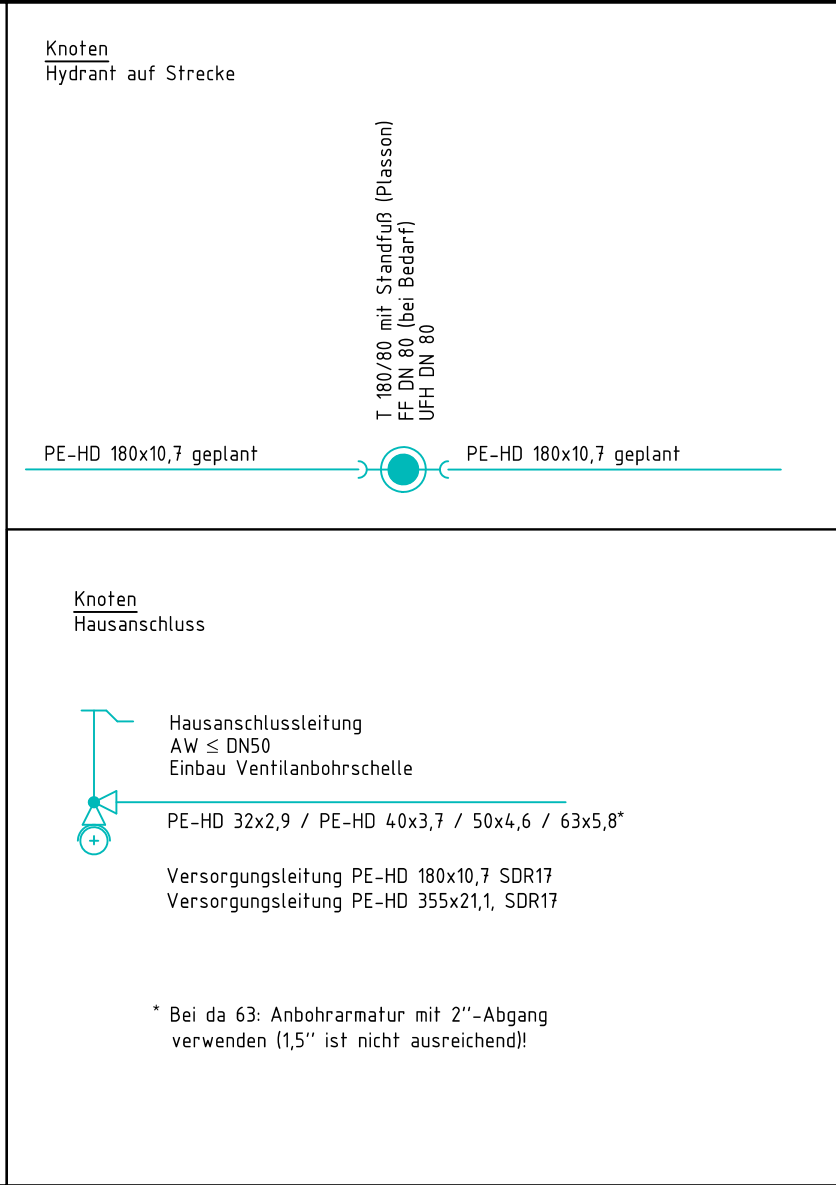 Knoten
Hydrant auf Strecke
T 180/80 mit Standfuß (Plasson)
FF DN 80 (bei Bedarf)
UFH DN 80
PE-HD 180x10,7 geplant
PE-HD 180x10,7 geplant
Knoten
Hausanschluss
Hausanschlussleitung
AW ≤ DN50
Einbau Ventilanbohrschelle
PE-HD 32x2,9 / PE-HD 40x3,7 / 50x4,6 / 63x5,8*
Versorgungsleitung PE-HD 180x10,7 SDR17
Versorgungsleitung PE-HD 355x21,1, SDR17
* Bei da 63: Anbohrarmatur mit 2''-Abgang
verwenden (1,5'' ist nicht ausreichend)!